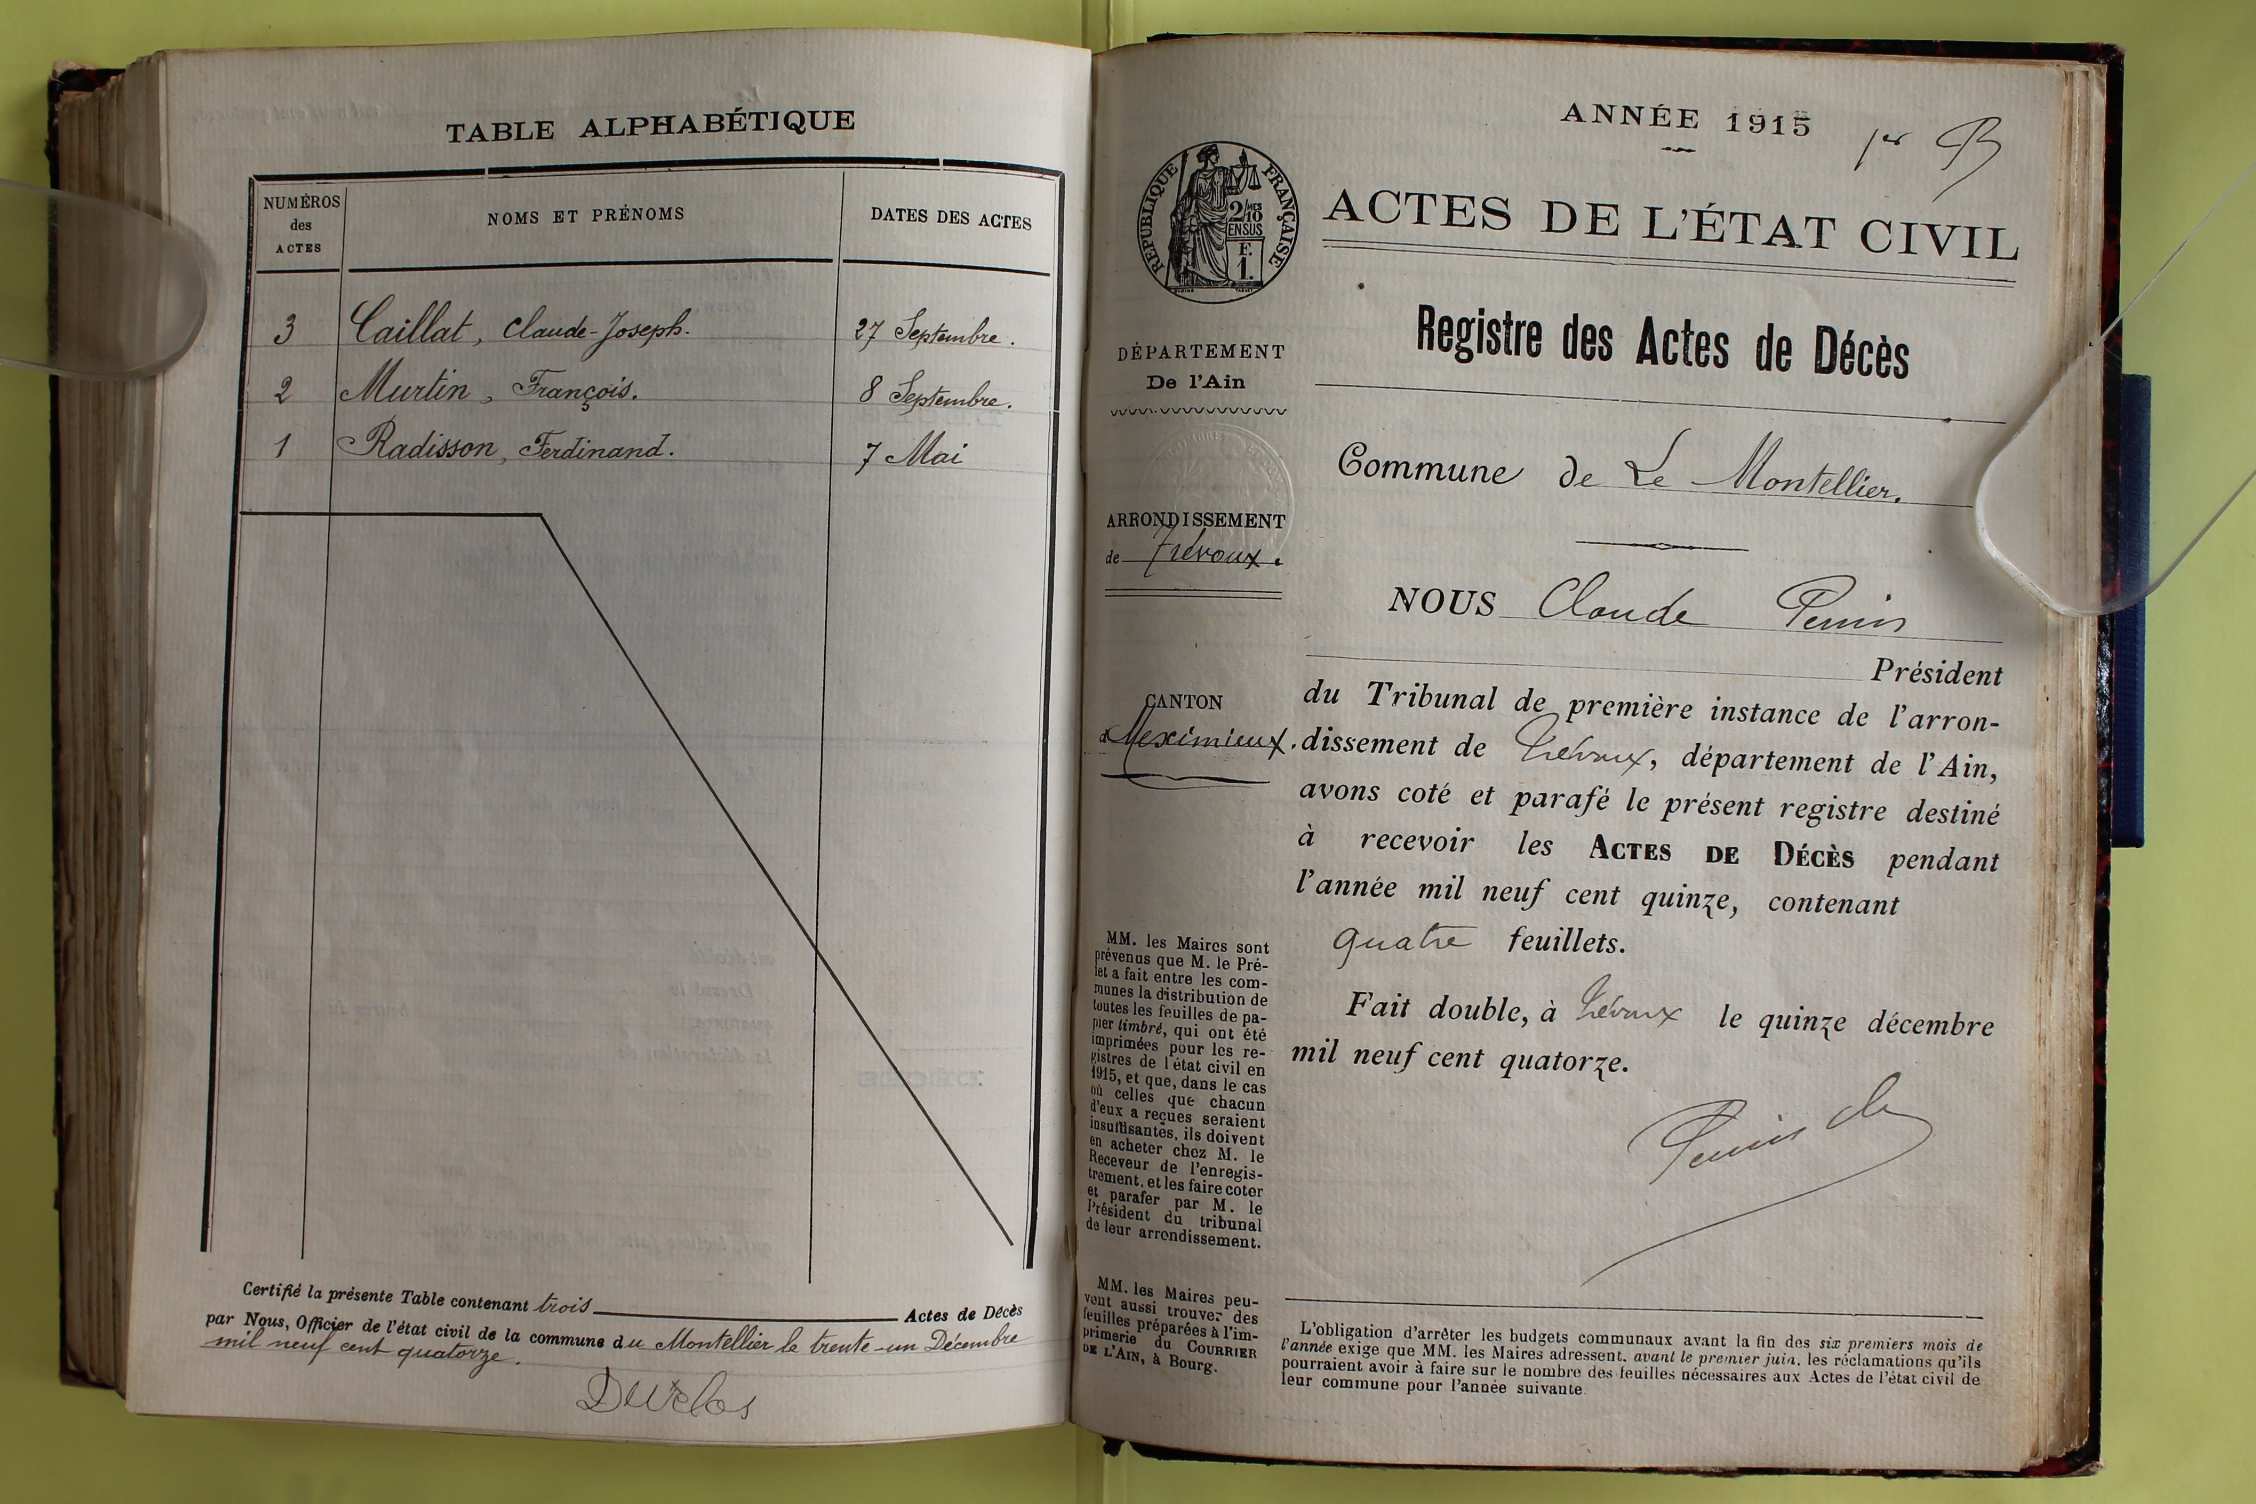 TABLE ALPHABÉTIQUE
NUMÉROS
des
ACTES
NOMS ET PRÉNOMS
DATES DES ACTES
3 Caillat, Claude-Joseph. 27 Septembre.
2 Murtin, François. 8 Septembre.
1 Radisson, Ferdinand. 7 Mai
Certifié la présente Table contenant trois Actes de Décès
par Nous, Officier de l'état civil de la commune du Montellier le trente-un Décembre
mil neuf cent quatorze.
Duclos
ANNÉE 1915
1er
RÉPUBLIQUE FRANÇAISE
2/10 MES
EN SUS
F.
1.
DÉPARTEMENT
De l'Ain
ARRONDISSEMENT
de Trévoux.
CANTON
d Meximieux.
MM. les Maires sont
prévenus que M. le Pré-
fet a fait entre les com-
munes la distribution de
toutes les feuilles de pa-
pier timbré, qui ont été
imprimées pour les re-
gistres de l'état civil en
1915, et que, dans le cas
où celles que chacun
d'eux a reçues seraient
insuffisantes, ils doivent
en acheter chez M. le
Receveur de l'enregis-
trement, et les faire coter
et parafer par M. le
Président du tribunal
de leur arrondissement.
MM. les Maires peu-
vent aussi trouver des
feuilles préparées à l'im-
primerie du COURRIER
DE L'AIN, à Bourg.
ACTES DE L'ÉTAT CIVIL
Registre des Actes de Décès
Commune de Le Montellier.
NOUS Claude Perrin
Président
du Tribunal de première instance de l'arron-
dissement de Trévoux, département de l'Ain,
avons coté et parafé le présent registre destiné
à recevoir les ACTES DE DÉCÈS pendant
l'année mil neuf cent quinze, contenant
quatre feuillets.
Fait double, à Trévoux le quinze décembre
mil neuf cent quatorze.
Perrin Cl
L'obligation d'arrêter les budgets communaux avant la fin des six premiers mois de
l'année exige que MM. les Maires adressent, avant le premier juin, les réclamations qu'ils
pourraient avoir à faire sur le nombre des feuilles nécessaires aux Actes de l'état civil de
leur commune pour l'année suivante.